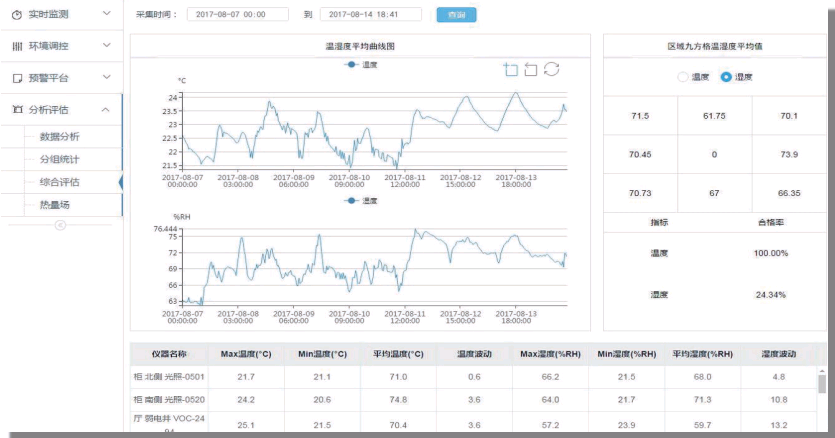 实时监测
环境调控
预警平台
分析评估
数据分析
分组统计
综合评估
热量场
采集时间： 2017-08-07 00:00 到 2017-08-14 18:41 查询
温湿度平均曲线图
温度
°C
24
23.5
23
22.5
22
21.5
2017-08-07 00:00:00 2017-08-08 03:00:00 2017-08-09 06:00:00 2017-08-10 09:00:00 2017-08-11 12:00:00 2017-08-12 15:00:00 2017-08-13 18:00:00
湿度
%RH
76.444
75
72
69
66
63
2017-08-07 00:00:00 2017-08-08 03:00:00 2017-08-09 06:00:00 2017-08-10 09:00:00 2017-08-11 12:00:00 2017-08-12 15:00:00 2017-08-13 18:00:00
区域九方格温湿度平均值
温度 湿度
71.5 61.75 70.1
70.45 0 73.9
70.73 67 66.35
指标 合格率
温度 100.00%
湿度 24.34%
仪器名称 Max温度(°C) Min温度(°C) 平均温度(°C) 温度波动 Max湿度(%RH) Min湿度(%RH) 平均湿度(%RH) 湿度波动
柜 北侧 光照-0501 21.7 21.1 71.0 0.6 66.2 21.5 68.0 4.8
柜 南侧 光照-0520 24.2 20.6 74.8 3.6 64.0 21.7 71.3 10.8
厅 弱电井 VOC-24 25.1 21.5 70.4 3.6 57.2 23.9 59.7 13.2